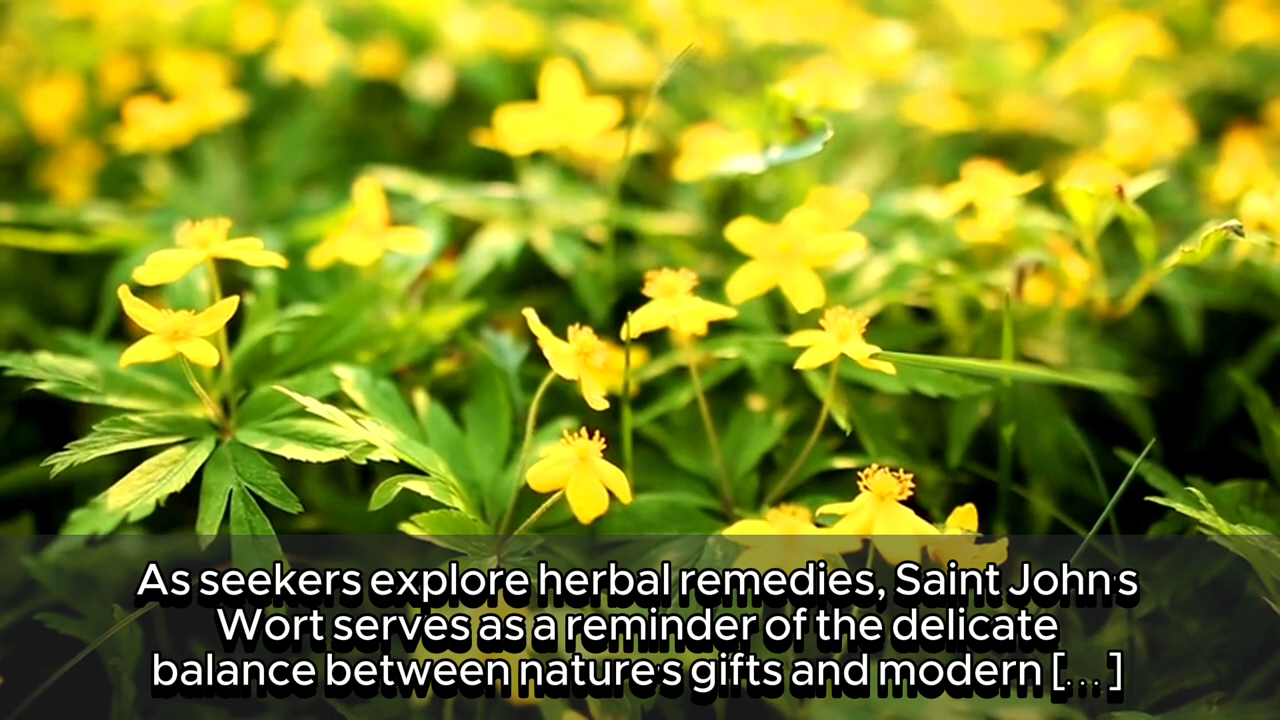 As seekers explore herbal remedies, Saint John's
Wort serves as a reminder of the delicate
balance between nature's gifts and modern [...]